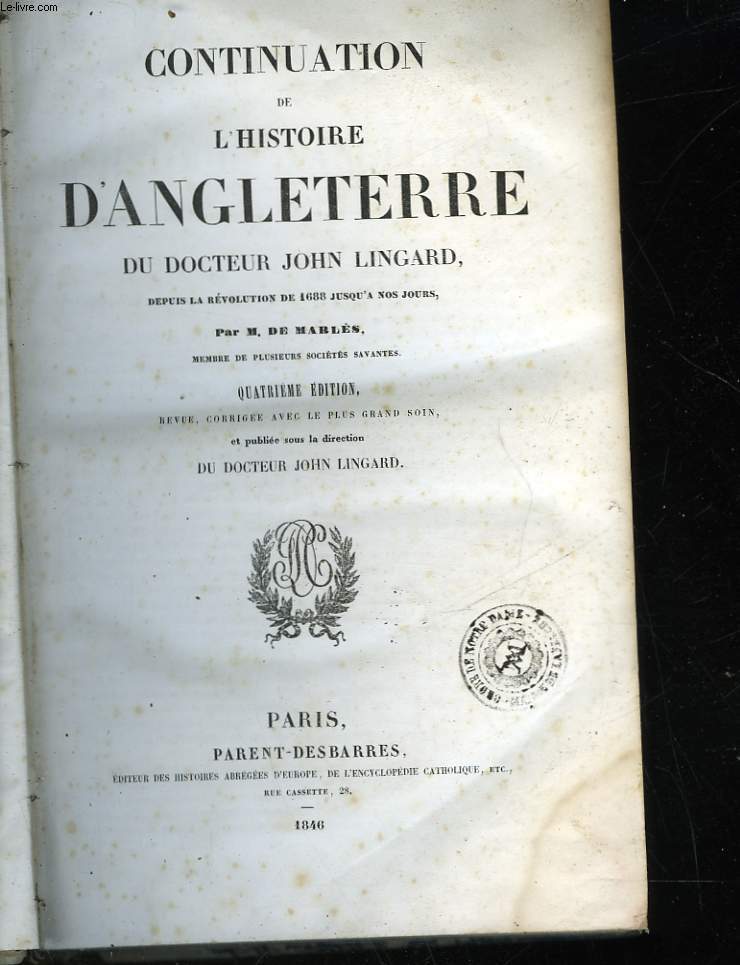 Le-livre.com
CONTINUATION
DE
L'HISTOIRE
D'ANGLETERRE
DU DOCTEUR JOHN LINGARD,
DEPUIS LA RÉVOLUTION DE 1688 JUSQU'A NOS JOURS,
Par M. DE MARLÈS,
MEMBRE DE PLUSIEURS SOCIÉTÉS SAVANTES.
QUATRIÈME ÉDITION,
REVUE, CORRIGÉE AVEC LE PLUS GRAND SOIN,
et publiée sous la direction
DU DOCTEUR JOHN LINGARD.
DE NOTRE DAME
PARIS,
PARENT-DESBARRES,
ÉDITEUR DES HISTOIRES ABRÉGÉES D'EUROPE, DE L'ENCYCLOPÉDIE CATHOLIQUE, ETC.,
RUE CASSETTE, 28.
1846